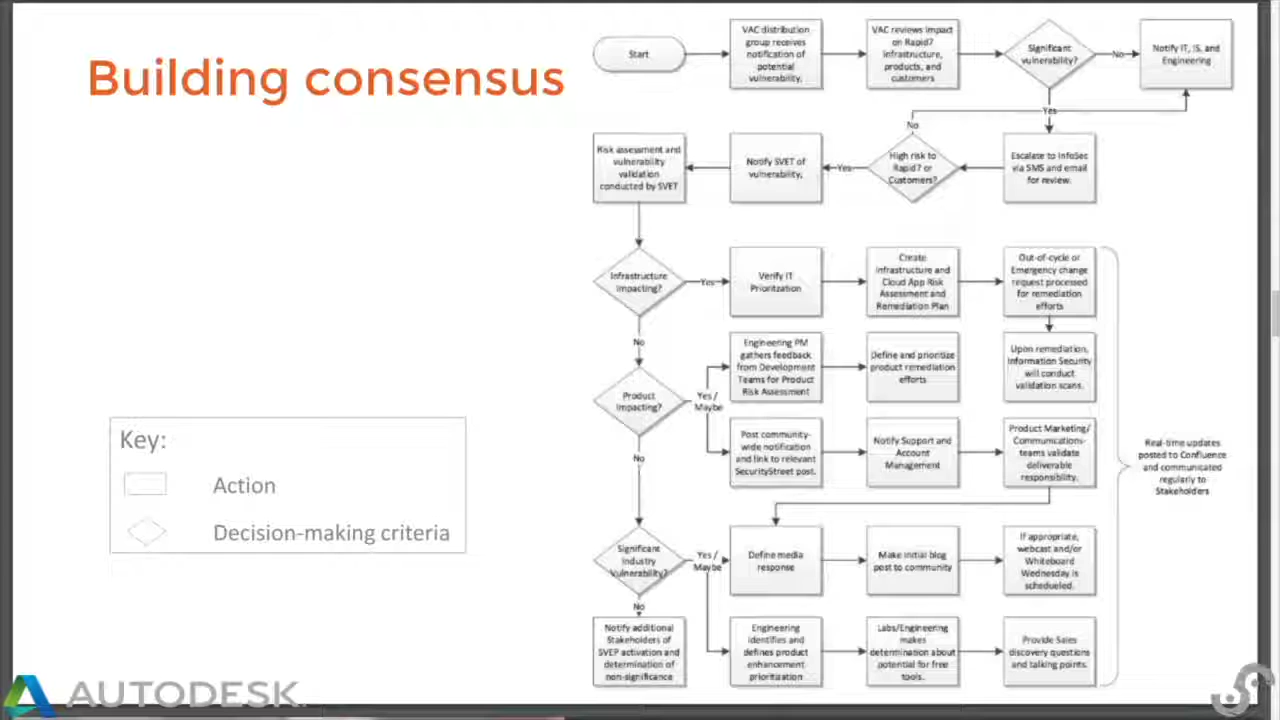 Building consensus
Start
VAC distribution
group receives
notification of
potential
vulnerability.
VAC reviews impact
on Rapid7
infrastructure,
products, and
customers
Significant
vulnerability?
No
Notify IT, IS, and
Engineering
Yes
No
Risk assessment and
vulnerability
validation
conducted by SVET
Notify SVET of
vulnerability.
Yes
High risk to
Rapid7 or
Customers?
Escalate to InfoSec
via SMS and email
for review.
Infrastructure
Impacting?
Yes
Verify IT
Prioritization
Create
Infrastructure and
Cloud App Risk
Assessment and
Remediation Plan
Out-of-cycle or
Emergency change
request processed
for remediation
efforts
No
Product
Impacting?
Yes /
Maybe
Engineering PM
gathers feedback
from Development
Teams for Product
Risk Assessment
Define and prioritize
product remediation
efforts
Upon remediation,
Information Security
will conduct
validation scans.
Post community-
wide notification
and link to relevant
SecurityStreet post.
Notify Support and
Account
Management
Product Marketing/
Communications
teams validate
deliverable
responsibility.
Real-time updates
posted to Confluence
and communicated
regularly to
Stakeholders
No
Key:
Action
Decision-making criteria
Significant
Industry
Vulnerability?
Yes /
Maybe
Define media
response
Make initial blog
post to community
If appropriate,
webcast and/or
Whiteboard
Wednesday is
scheduled.
No
Notify additional
Stakeholders of
SVEP activation and
determination of
non-significance
Engineering
identifies and
defines product
enhancement
prioritization
Labs/Engineering
makes
determination about
potential for free
tools.
Provide Sales
discovery questions
and talking points.
AUTODESK.